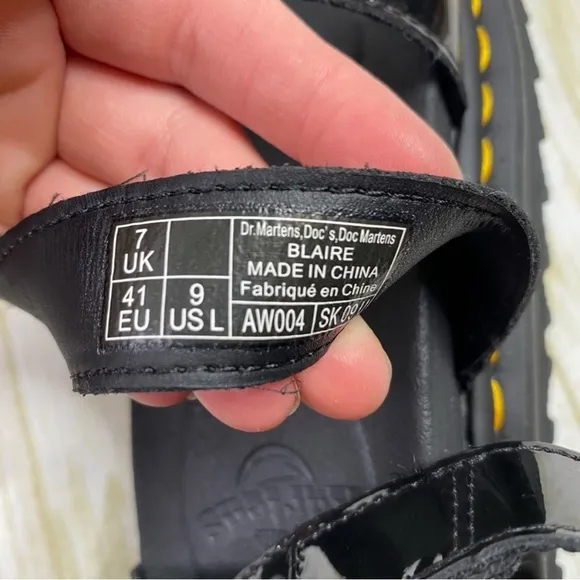 7
UK
41
EU
9
US L
Dr.Martens,Doc's,Doc Martens
BLAIRE
MADE IN CHINA
Fabriqué en Chine
AW004
SK